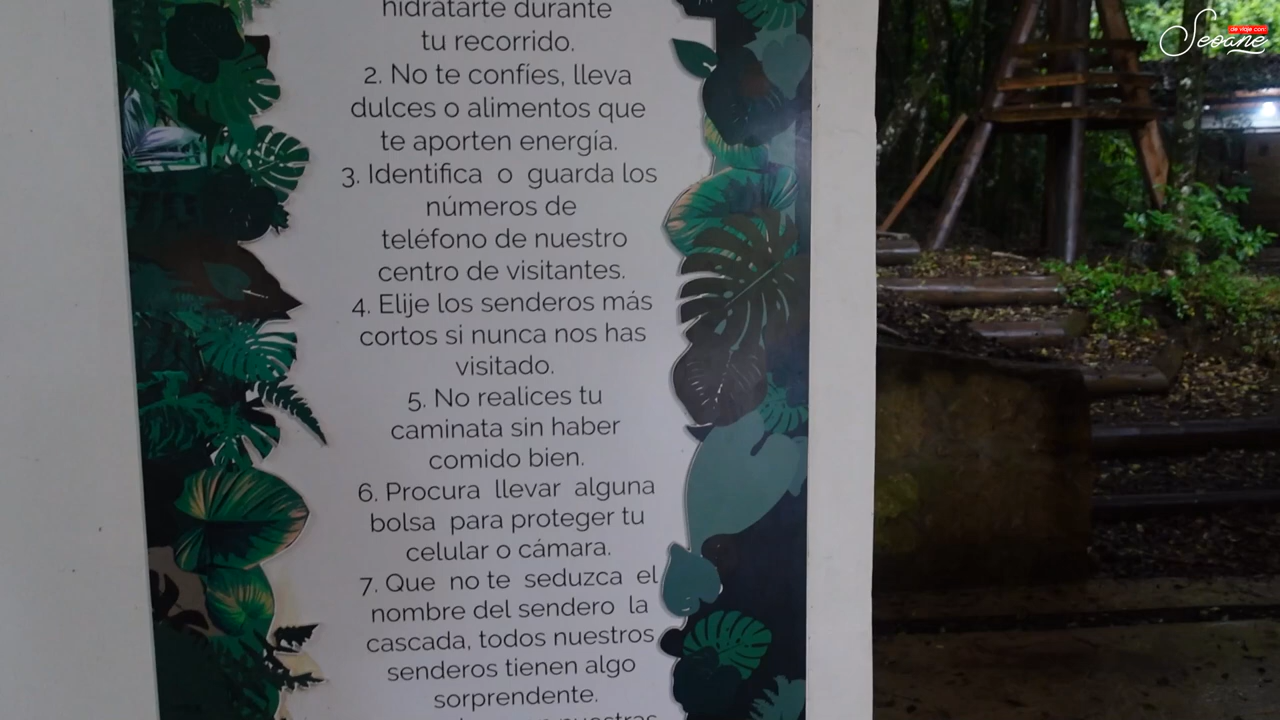 hidratarte durante
tu recorrido.
2. No te confíes, lleva
dulces o alimentos que
te aporten energía.
3. Identifica o guarda los
números de
teléfono de nuestro
centro de visitantes.
4. Elije los senderos más
cortos si nunca nos has
visitado.
5. No realices tu
caminata sin haber
comido bien.
6. Procura llevar alguna
bolsa para proteger tu
celular o cámara.
7. Que no te seduzca el
nombre del sendero la
cascada, todos nuestros
senderos tienen algo
sorprendente.
nuestras
de viaje con
Seoane